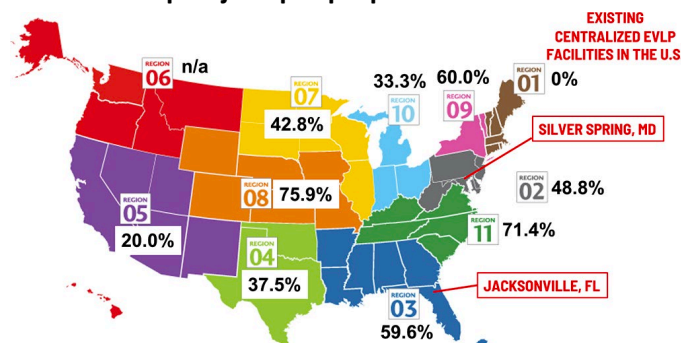 EXISTING
CENTRALIZED EVLP
FACILITIES IN THE U.S
REGION
06
n/a
REGION
07
42.8%
33.3%
REGION
10
60.0%
REGION
09
REGION
01
0%
SILVER SPRING, MD
REGION
02
48.8%
REGION
08
75.9%
REGION
05
20.0%
REGION
04
37.5%
REGION
11
71.4%
JACKSONVILLE, FL
REGION
03
59.6%